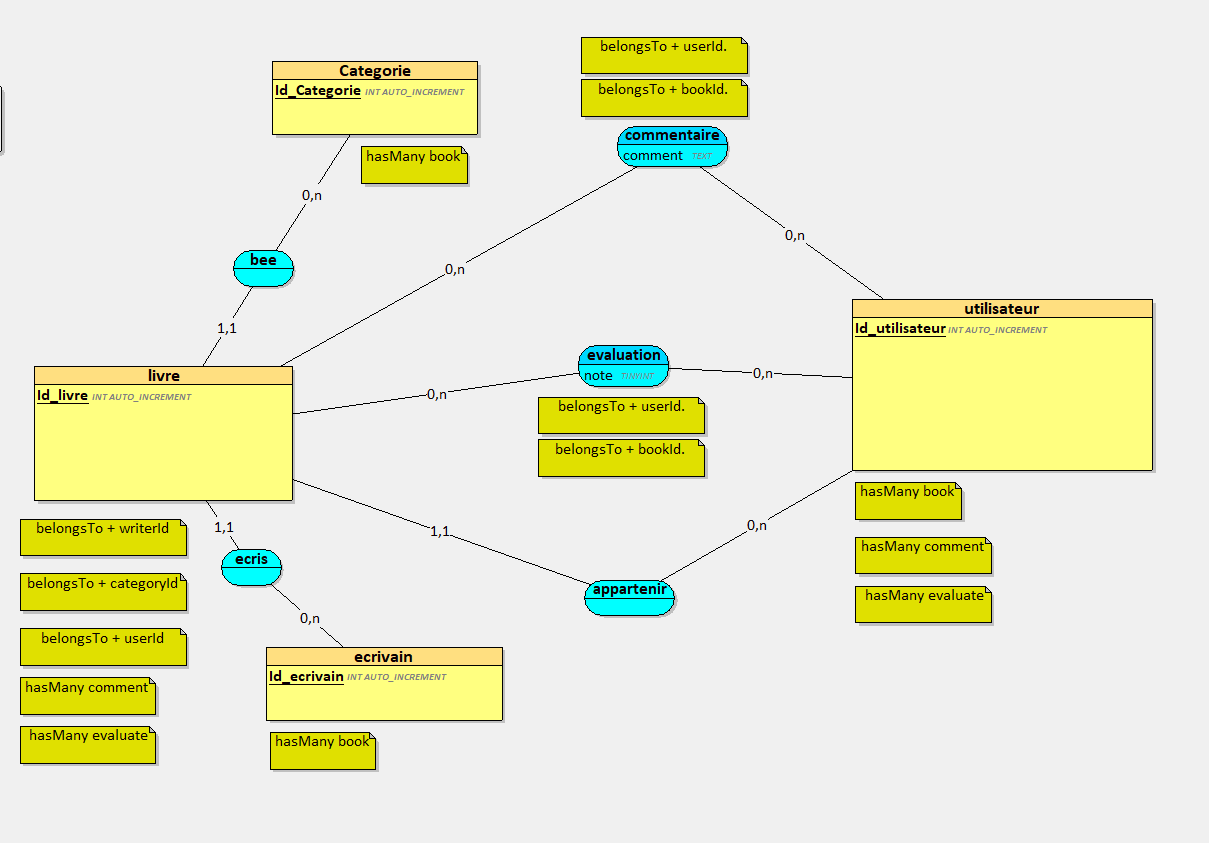 belongsTo + userId.
Categorie
Id_Categorie INT AUTO_INCREMENT
belongsTo + bookId.
commentaire
comment TEXT
hasMany book
0,n
0,n
bee
0,n
utilisateur
Id_utilisateur INT AUTO_INCREMENT
1,1
evaluation
note TINYINT
0,n
livre
Id_livre INT AUTO_INCREMENT
0,n
belongsTo + userId.
belongsTo + bookId.
hasMany book
belongsTo + writerId
1,1
1,1
0,n
hasMany comment
ecris
belongsTo + categoryId
appartenir
hasMany evaluate
0,n
belongsTo + userId
ecrivain
Id_ecrivain INT AUTO_INCREMENT
hasMany comment
hasMany evaluate
hasMany book